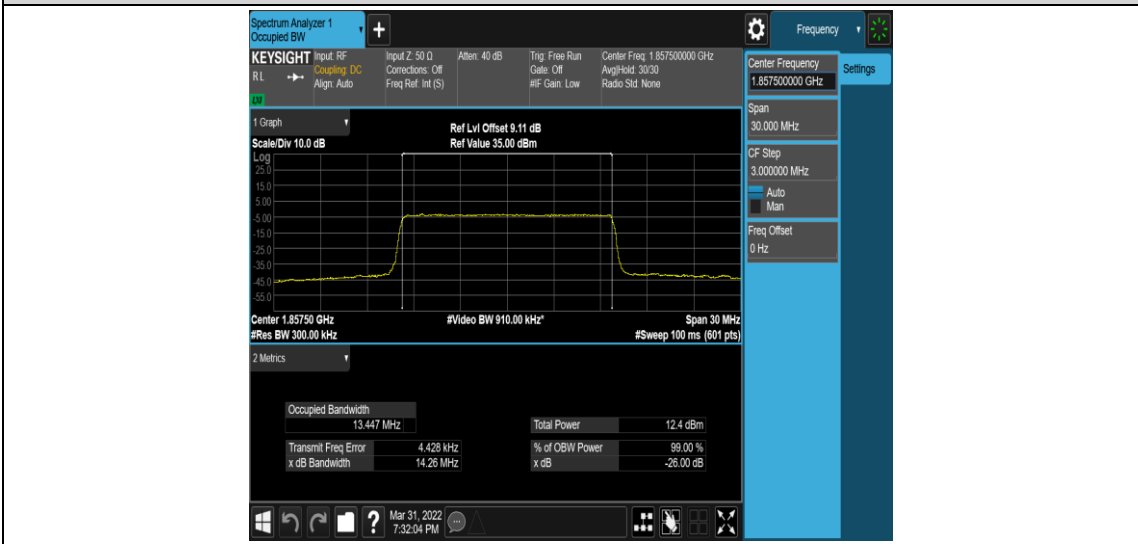 Spectrum Analyzer 1
Occupied BW
+
Frequency
KEYSIGHT
R L
LXI
Input: RF
Coupling: DC
Align: Auto
Input Z: 50 Ω
Corrections: Off
Freq Ref: Int (S)
Atten: 40 dB
Trig: Free Run
Gate: Off
#IF Gain: Low
Center Freq: 1.857500000 GHz
Avg|Hold: 30/30
Radio Std: None
Center Frequency
1.857500000 GHz
Settings
Span
30.000 MHz
CF Step
3.000000 MHz
Auto
Man
Freq Offset
0 Hz
1 Graph
Scale/Div 10.0 dB
Ref Lvl Offset 9.11 dB
Ref Value 35.00 dBm
Log
25.0
15.0
5.00
-5.00
-15.0
-25.0
-35.0
-45.0
-55.0
Center 1.85750 GHz
#Video BW 910.00 kHz*
Span 30 MHz
#Res BW 300.00 kHz
#Sweep 100 ms (601 pts)
2 Metrics
Occupied Bandwidth
13.447 MHz
Total Power 12.4 dBm
Transmit Freq Error 4.428 kHz
% of OBW Power 99.00 %
x dB Bandwidth 14.26 MHz
x dB -26.00 dB
?
Mar 31, 2022
7:32:04 PM